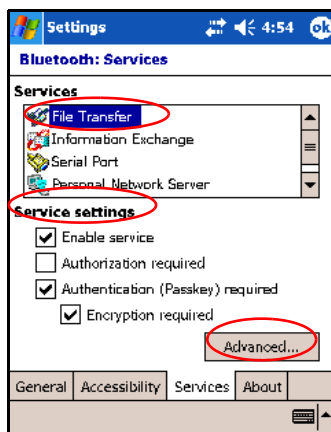 Settings 4:54 ok
Bluetooth: Services
Services
File Transfer
Information Exchange
Serial Port
Personal Network Server
Service settings
Enable service
Authorization required
Authentication (Passkey) required
Encryption required
Advanced...
General Accessibility Services About